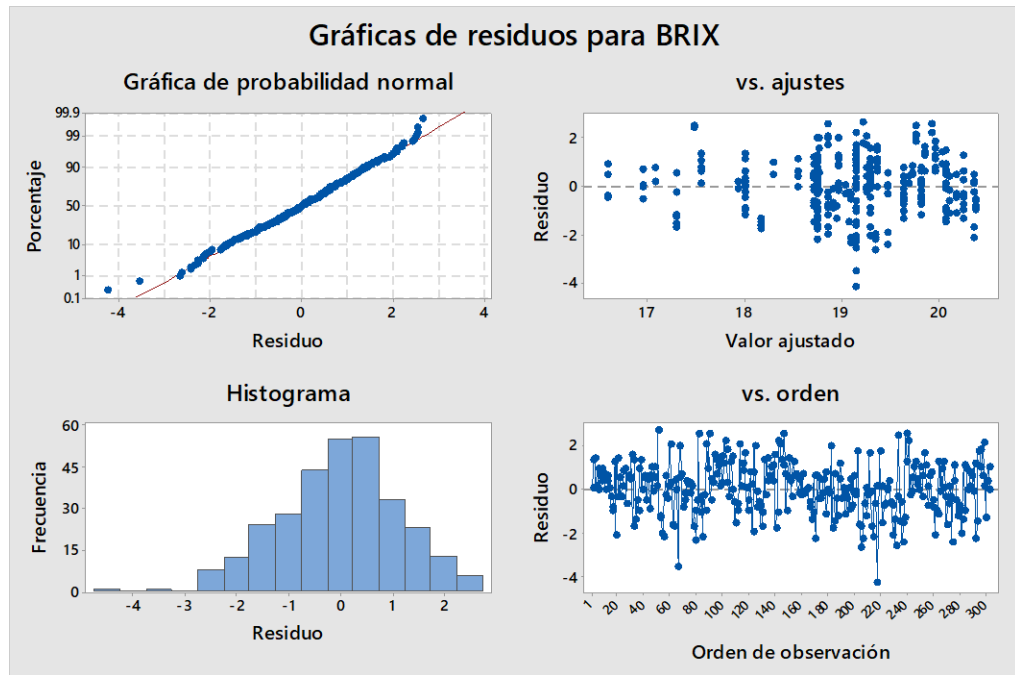 Gráficas de residuos para BRIX
Gráfica de probabilidad normal
99.9
99
90
50
10
1
0.1
Porcentaje
-4 -2 0 2 4
Residuo
vs. ajustes
2
0
-2
-4
Residuo
17 18 19 20
Valor ajustado
Histograma
60
45
30
15
0
Frecuencia
-4 -3 -2 -1 0 1 2
Residuo
vs. orden
2
0
-2
-4
Residuo
1 20 40 60 80 100 120 140 160 180 200 220 240 260 280 300
Orden de observación